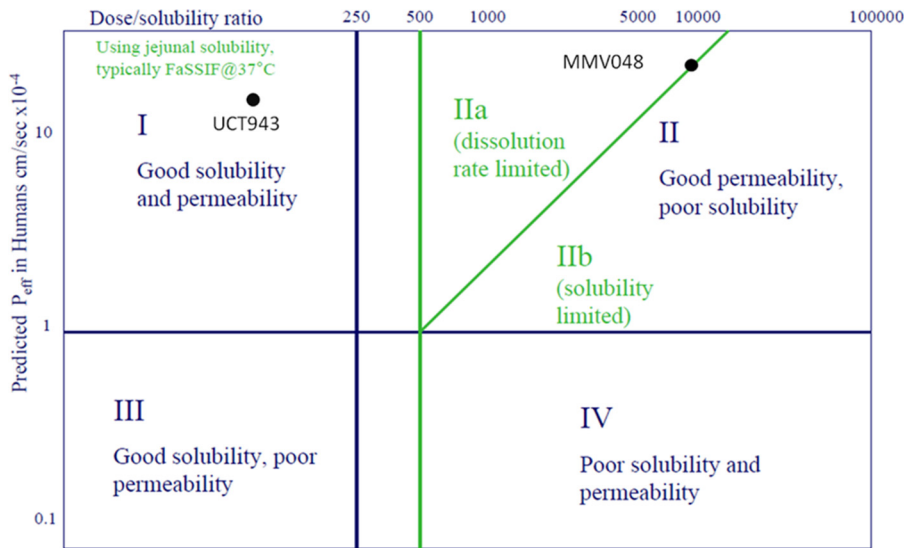 Dose/solubility ratio
250
500
1000
5000
10000
100000
Using jejunal solubility,
typically FaSSIF@37°C
MMV048
UCT943
I
Good solubility
and permeability
IIa
(dissolution
rate limited)
II
Good permeability,
poor solubility
IIb
(solubility
limited)
Predicted Peff in Humans cm/sec x10-4
10
1
0.1
III
Good solubility, poor
permeability
IV
Poor solubility and
permeability